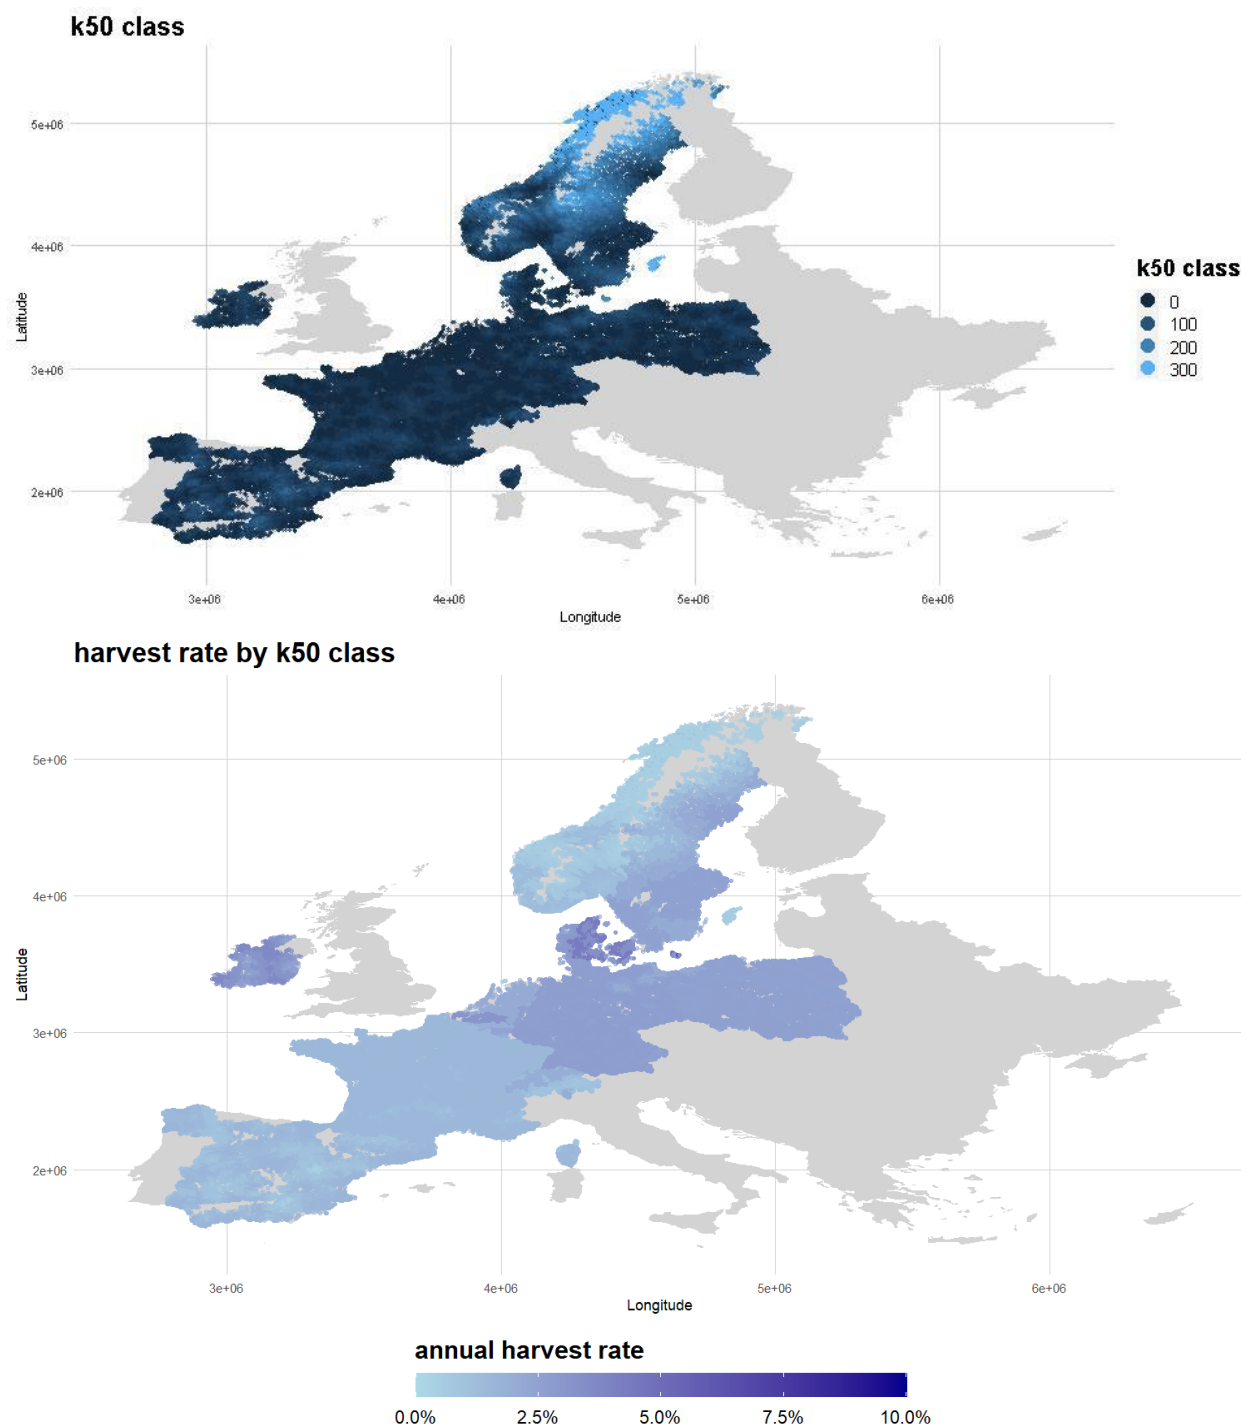 k50 class
5e+06
4e+06
3e+06
2e+06
Latitude
3e+06
4e+06
5e+06
6e+06
Longitude
k50 class
0
100
200
300
harvest rate by k50 class
5e+06
4e+06
3e+06
2e+06
Latitude
3e+06
4e+06
5e+06
6e+06
Longitude
annual harvest rate
0.0%
2.5%
5.0%
7.5%
10.0%